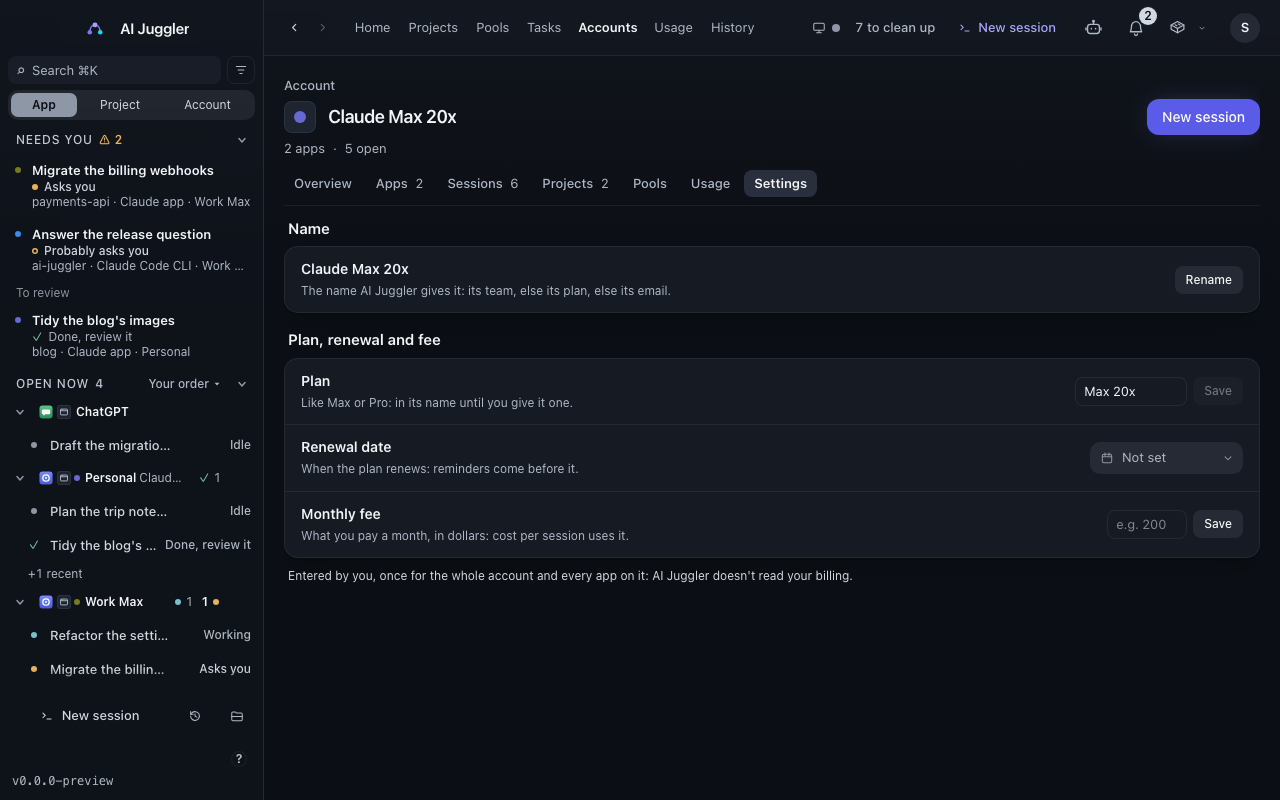 AI Juggler
Search ⌘K
App Project Account
NEEDS YOU 2
Migrate the billing webhooks
Asks you
payments-api · Claude app · Work Max
Answer the release question
Probably asks you
ai-juggler · Claude Code CLI · Work ...
To review
Tidy the blog's images
Done, review it
blog · Claude app · Personal
OPEN NOW 4 Your order
ChatGPT
Draft the migratio... Idle
Personal Claud... 1
Plan the trip note... Idle
Tidy the blog's ... Done, review it
+1 recent
Work Max 1 1
Refactor the setti... Working
Migrate the billin... Asks you
New session
?
v0.0.0-preview
Home Projects Pools Tasks Accounts Usage History 7 to clean up New session 2 S
Account
Claude Max 20x
New session
2 apps · 5 open
Overview Apps 2 Sessions 6 Projects 2 Pools Usage Settings
Name
Claude Max 20x
The name AI Juggler gives it: its team, else its plan, else its email.
Rename
Plan, renewal and fee
Plan
Like Max or Pro: in its name until you give it one.
Max 20x Save
Renewal date
When the plan renews: reminders come before it.
Not set
Monthly fee
What you pay a month, in dollars: cost per session uses it.
e.g. 200 Save
Entered by you, once for the whole account and every app on it: AI Juggler doesn't read your billing.